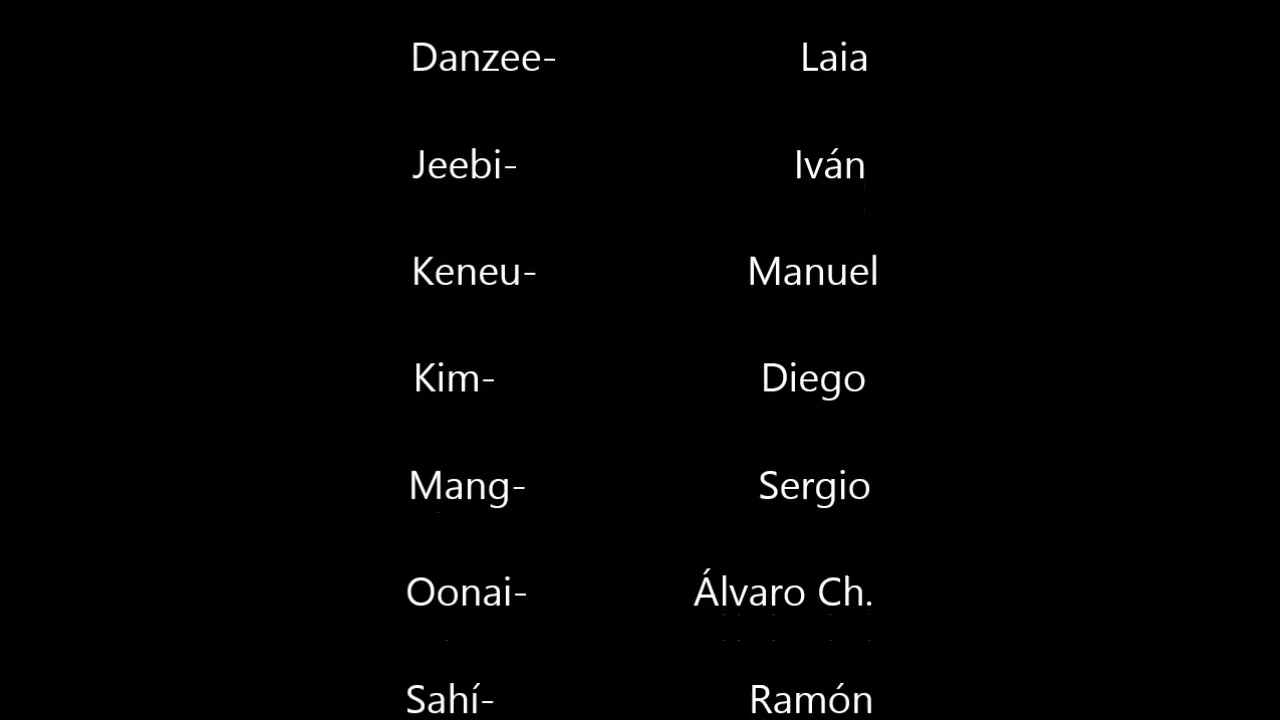 Danzee- Laia
Jeebi- Iván
Keneu- Manuel
Kim- Diego
Mang- Sergio
Oonai- Álvaro Ch.
Sahí- Ramón